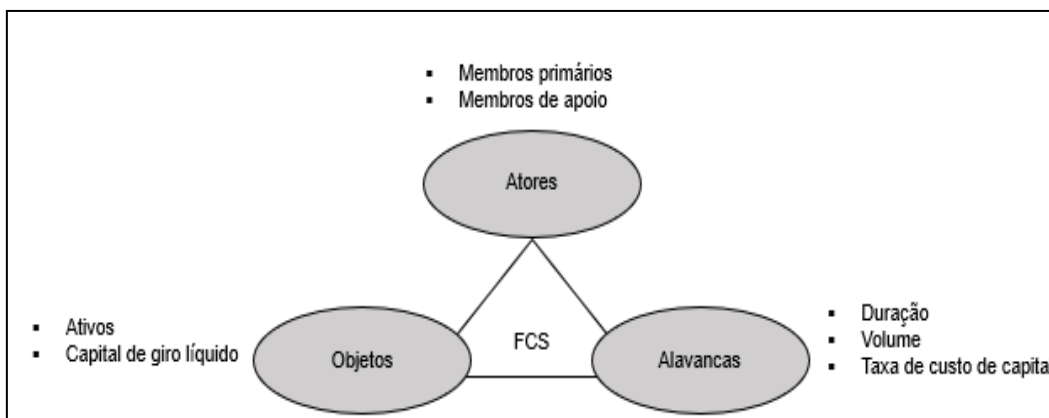 Membros primários
Membros de apoio
Atores
Ativos
Capital de giro líquido
Objetos
FCS
Alavancas
Duração
Volume
Taxa de custo de capita